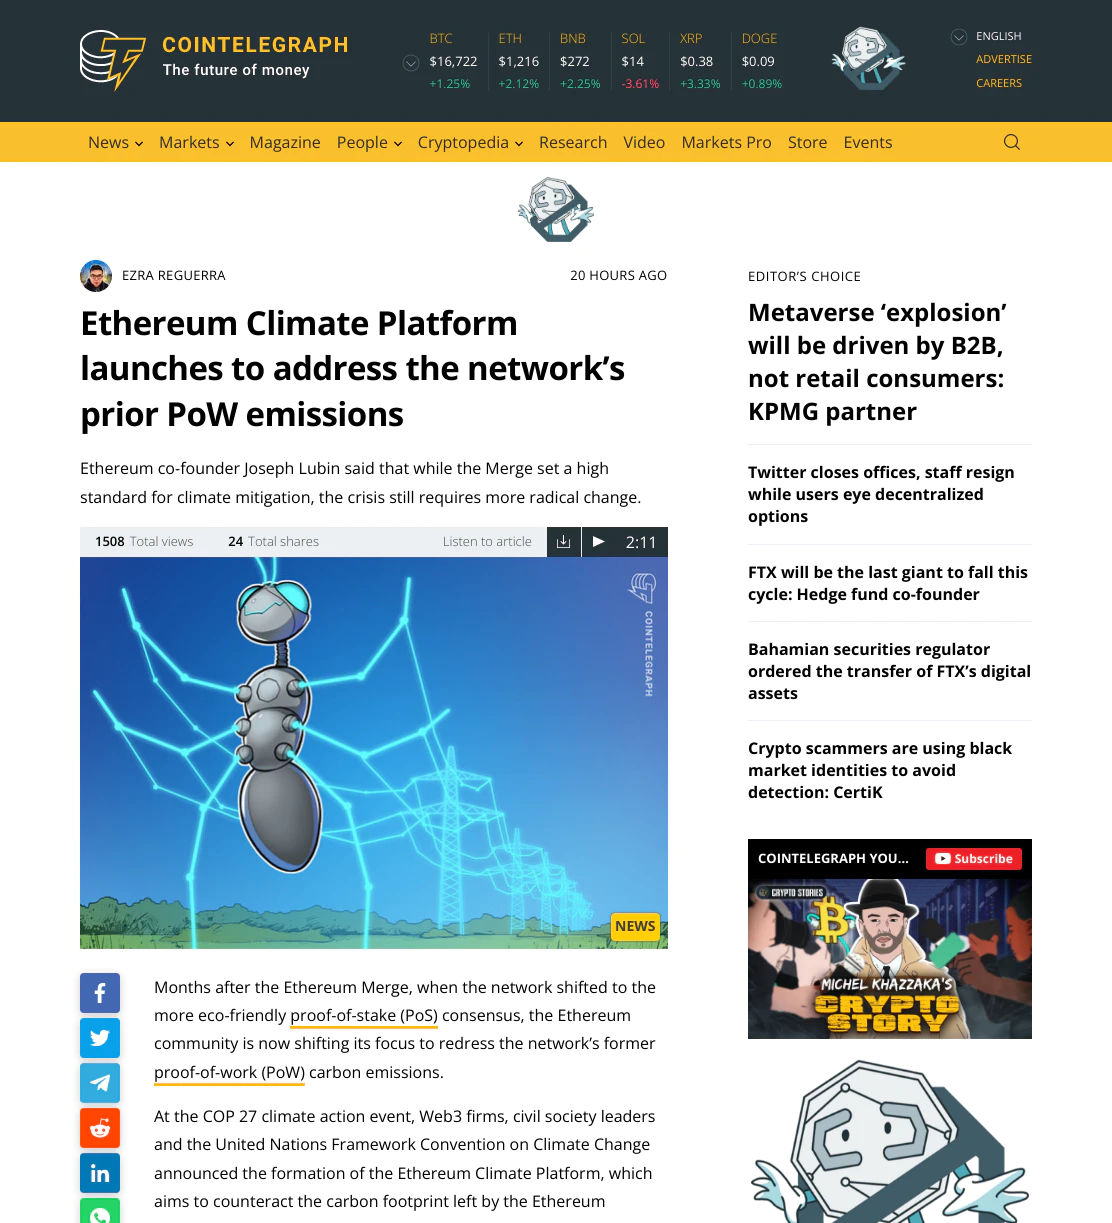 COINTELEGRAPH
The future of money
BTC
$16,722
+1.25%
ETH
$1,216
+2.12%
BNB
$272
+2.25%
SOL
$14
-3.61%
XRP
$0.38
+3.33%
DOGE
$0.09
+0.89%
ENGLISH
ADVERTISE
CAREERS
News Markets Magazine People Cryptopedia Research Video Markets Pro Store Events
EZRA REGUERRA
20 HOURS AGO
Ethereum Climate Platform
launches to address the network’s
prior PoW emissions
Ethereum co-founder Joseph Lubin said that while the Merge set a high
standard for climate mitigation, the crisis still requires more radical change.
1508 Total views 24 Total shares Listen to article 2:11
COINTELEGRAPH
NEWS
Months after the Ethereum Merge, when the network shifted to the
more eco-friendly proof-of-stake (PoS) consensus, the Ethereum
community is now shifting its focus to redress the network’s former
proof-of-work (PoW) carbon emissions.
At the COP 27 climate action event, Web3 firms, civil society leaders
and the United Nations Framework Convention on Climate Change
announced the formation of the Ethereum Climate Platform, which
aims to counteract the carbon footprint left by the Ethereum
EDITOR’S CHOICE
Metaverse ‘explosion’
will be driven by B2B,
not retail consumers:
KPMG partner
Twitter closes offices, staff resign
while users eye decentralized
options
FTX will be the last giant to fall this
cycle: Hedge fund co-founder
Bahamian securities regulator
ordered the transfer of FTX’s digital
assets
Crypto scammers are using black
market identities to avoid
detection: CertiK
COINTELEGRAPH YOU...
Subscribe
CRYPTO STORIES
MICHEL KHAZZAKA'S
CRYPTO
STORY